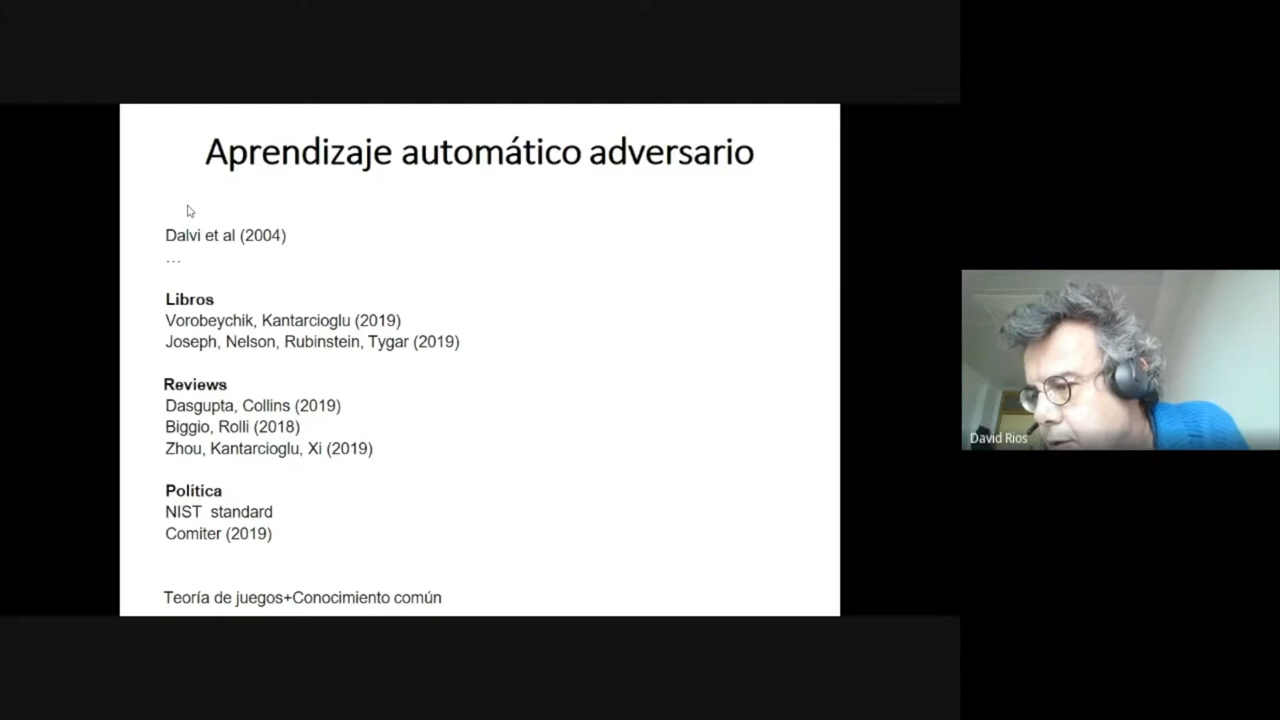 Aprendizaje automático adversario
Dalvi et al (2004)
…
Libros
Vorobeychik, Kantarcioglu (2019)
Joseph, Nelson, Rubinstein, Tygar (2019)
Reviews
Dasgupta, Collins (2019)
Biggio, Rolli (2018)
Zhou, Kantarcioglu, Xi (2019)
Política
NIST  standard
Comiter (2019)
Teoría de juegos+Conocimiento común
David Rios